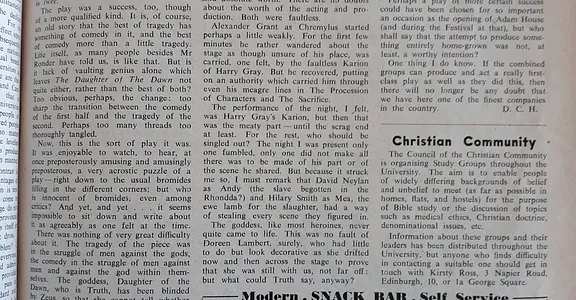 The play was a success, too, though
of a more qualified kind. It is, of course,
an old story that the best of tragedy has
something of comedy in it, and the best
of comedy more than a little tragedy.
Life itself, as many people besides Mr
Konder have told us, is like that. But is
it lack of vaulting genius alone which
leaves The Daughter of The Dawn not
quite either, rather than the best of both?
Too obvious, perhaps, the change: too
sharp the transition between the comedy
of the first half and the tragedy of the
second. Perhaps too many threads too
thoroughly tangled.
Now, this is the sort of play it was.
It was enjoyable to watch, to hear, at
once preposterously amusing and amusingly
preposterous, a very acrostic puzzle of a
play—right down to the usual bromides
filling in the different corners; but who
is innocent of bromides, even among
critics? And yet, and yet . . . . it seems
impossible to sit down and write about
it as agreeably as one felt at the time.
There was nothing of very great difficulty
about it. The tragedy of the piece was
in the struggle of men against the gods,
the comedy in the struggle of men against
men and against the god within them-
selves. The goddess, Daughter of the
Dawn, who is Truth, has been blinded
by Zeus so that she cannot tell whether
about the worth of the acting and pro-
duction. Both were faultless.
Alexander Grant as Chromylus started
perhaps a little weakly. For the first few
minutes he rather wandered about the
stage as though unsure of his place, was
carried, one felt, by the faultless Karion
of Harry Gray. But he recovered, putting
on an authority which carried him through
even his meagre lines in The Procession
of Characters and The Sacrifice.
The performance of the night, I felt,
was Harry Gray's Karion, but then that
was the meaty part—until the scrag end
at least. For the rest, who should be
singled out? The night I was present only
one fumbled, only one did not make all
there was to be made of his part of
the scene he shared. But because it struck
me so, I must remark that David Neylan
as Andy (the slave begotten in the
Rhondda?) and Hilary Smith as Mea, the
ewe lamb for the slaughter, had a way
of stealing every scene they figured in.
The goddess, like most heroines, never
quite came to life. This was no fault of
Doreen Lambert, surely, who had little
to do but look decorative as she drifted
now and then across the stage to prove
that she was still with us, not far off:
but what could Truth say, anyway?
Perhaps a play of more certain
could have been chosen for so important
an occasion as the opening of Adam House
(and during the Festival at that), but who
shall say that the attempt to produce some-
thing entirely home-grown was not, at
least, a worthy intention?
One thing I do know. If the combined
groups can produce and act a really first-
class play as well as they did this, then
there will no longer be any doubt that
we have here one of the finest companies
in the country. D. C. H.
Christian Community
The Council of the Christian Community
is organising Study Groups throughout the
University. The aim is to enable people
of widely differing backgrounds of belief
and unbelief to meet (as far as possible in
homes, flats, and hostels) for the purpose
of Bible study or the discussion of topics
such as medical ethics, Christian doctrine,
denominational issues, etc.
Information about these groups and their
leaders has been distributed throughout the
University, but anyone who finds difficulty
in contacting a suitable one should get in
touch with Kirsty Ross, 3 Napier Road,
Edinburgh, 10, or 1a George Square.
Modern . SNACK BAR . Self Service